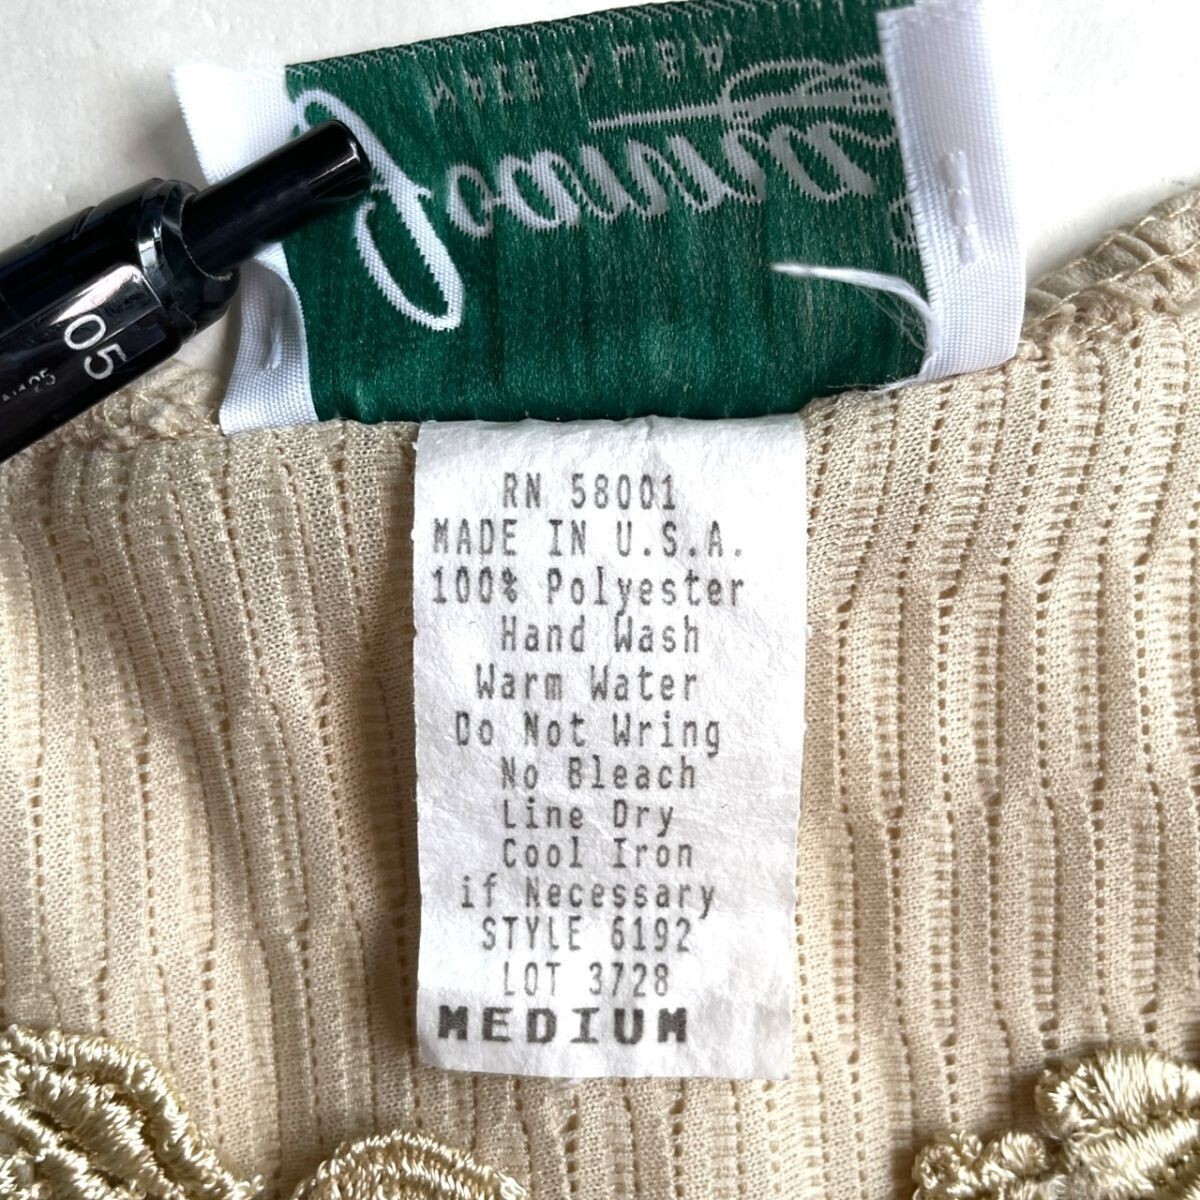 05
RN 58001
MADE IN U.S.A.
100% Polyester
Hand Wash
Warm Water
Do Not Wring
No Bleach
Line Dry
Cool Iron
if Necessary
STYLE 6192
LOT 3728
MEDIUM